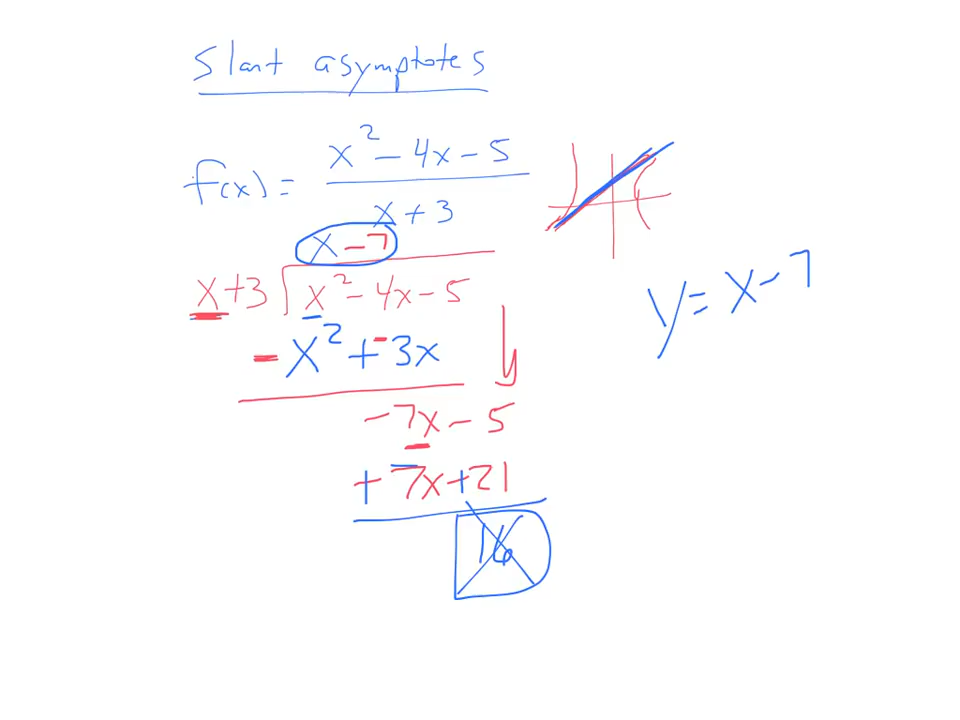 Slant asymptotes
f(x) = x² - 4x - 5
x + 3
x - 7
x + 3 x² - 4x - 5
- x² + - 3x
y = x - 7
- 7x - 5
+ 7x + 21
16